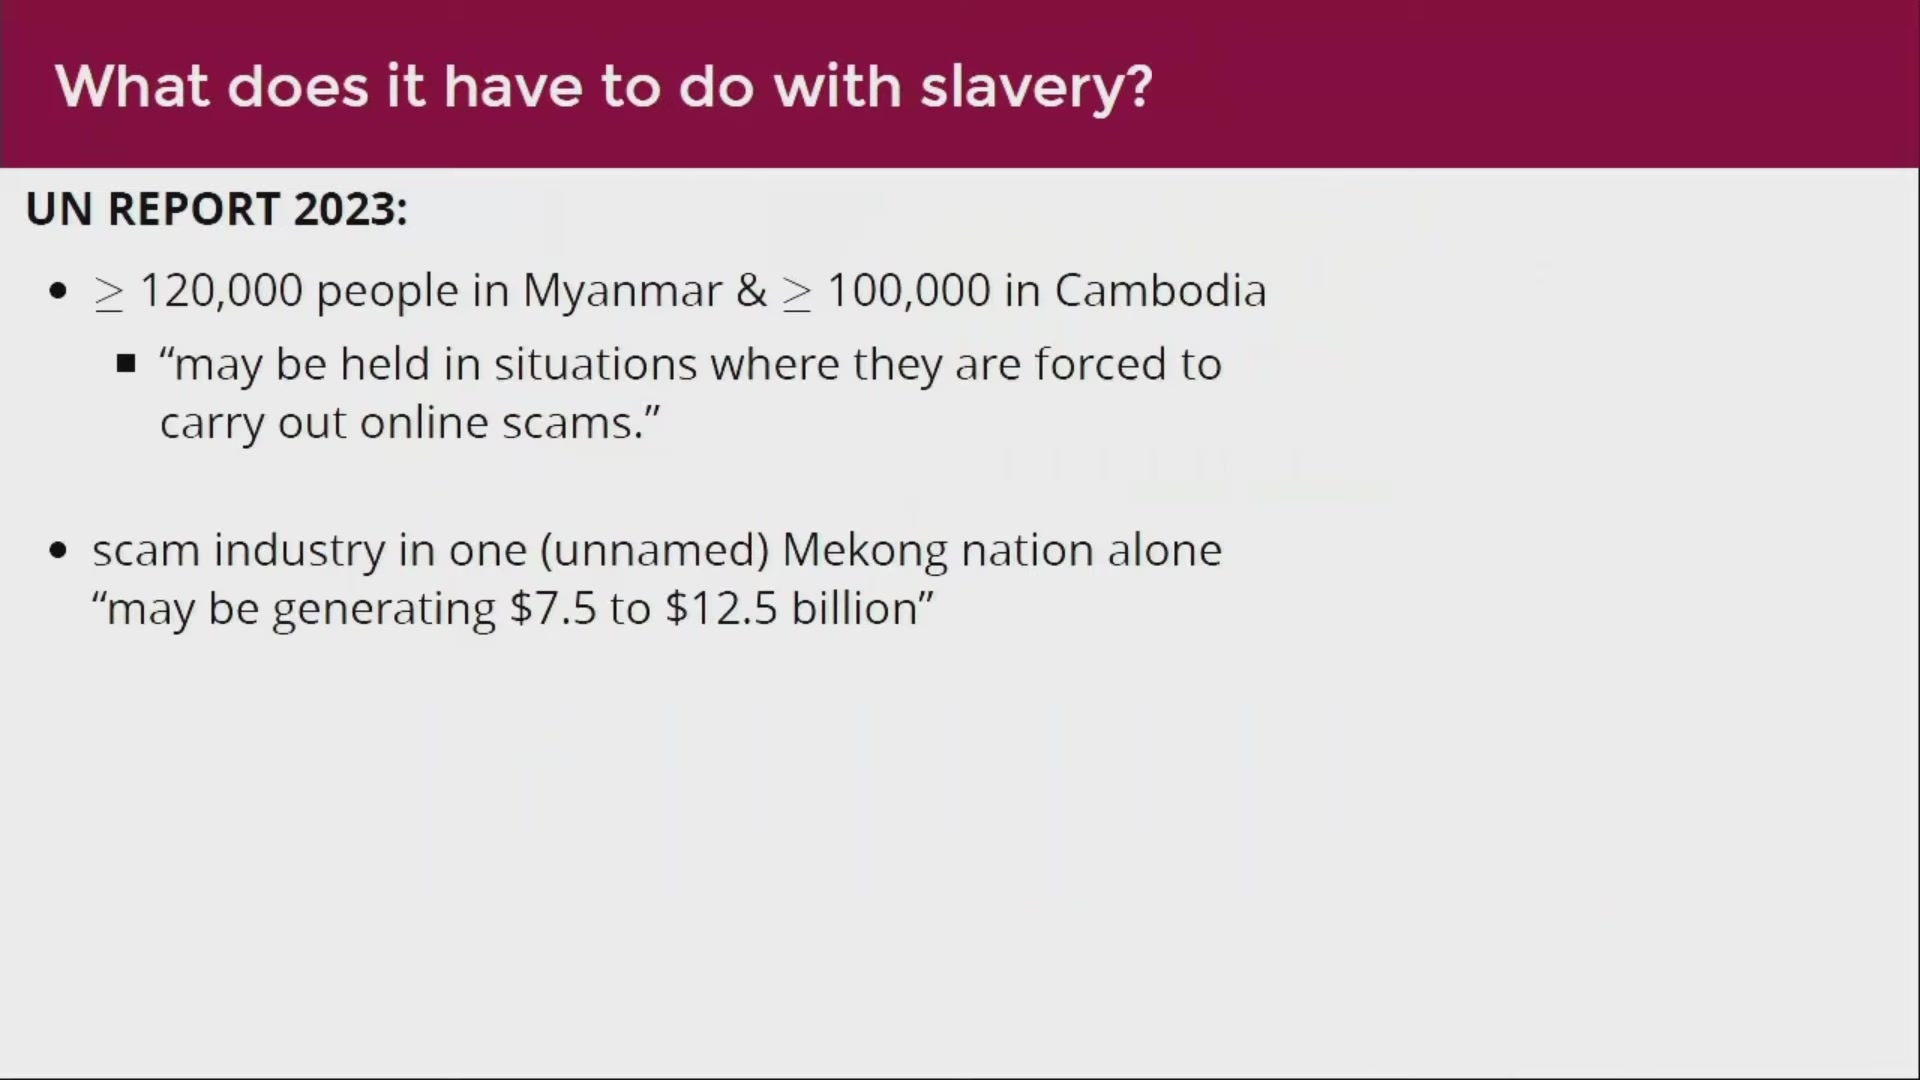 What does it have to do with slavery?
UN REPORT 2023:
• ≥ 120,000 people in Myanmar & ≥ 100,000 in Cambodia
▪ “may be held in situations where they are forced to
carry out online scams.”
• scam industry in one (unnamed) Mekong nation alone
“may be generating $7.5 to $12.5 billion”